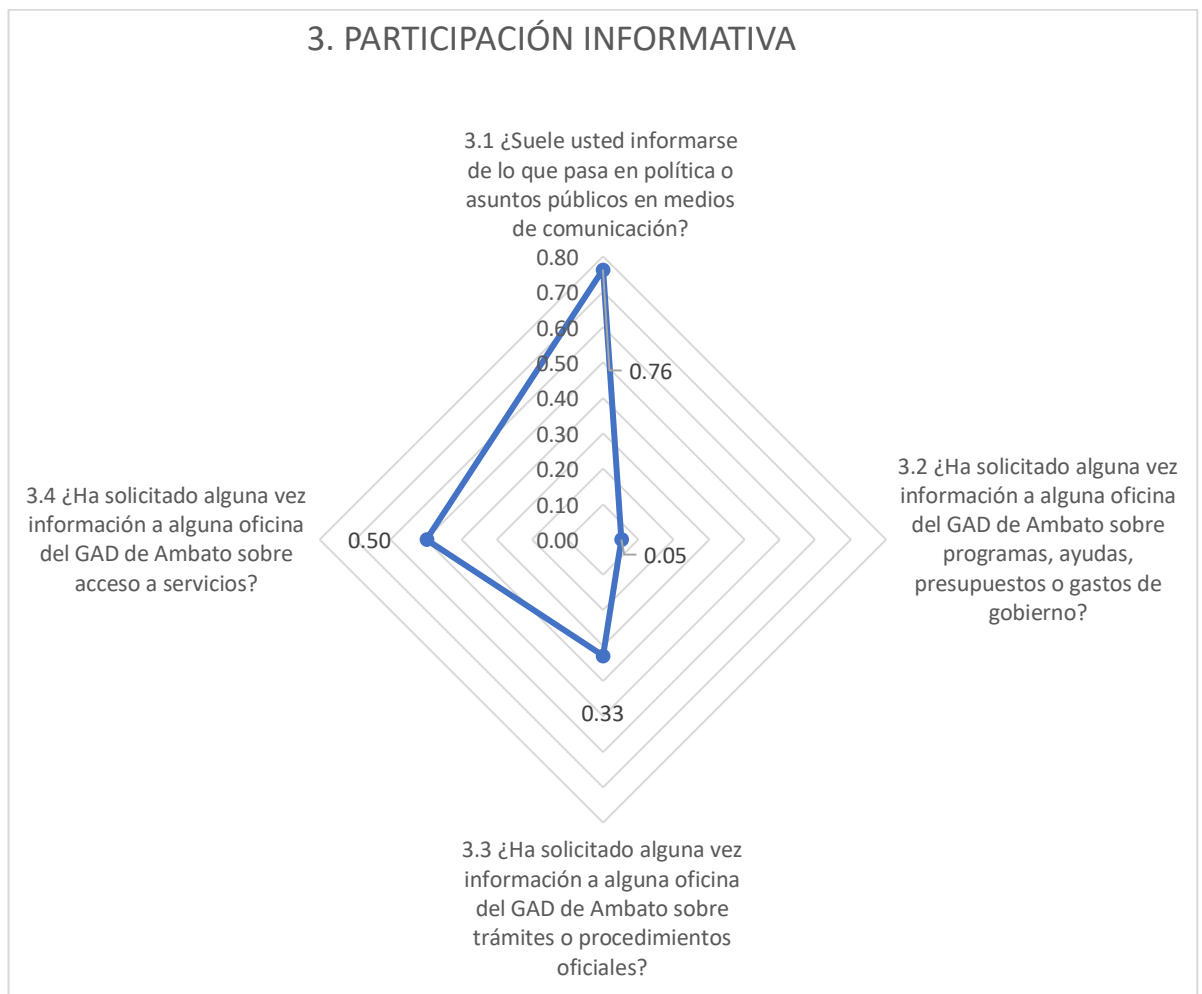 3. PARTICIPACIÓN INFORMATIVA
3.1 ¿Suele usted informarse
de lo que pasa en política o
asuntos públicos en medios
de comunicación?
0.80
0.70
0.60
0.50
0.40
0.30
0.20
0.10
0.00
0.76
3.2 ¿Ha solicitado alguna vez
información a alguna oficina
del GAD de Ambato sobre
programas, ayudas,
presupuestos o gastos de
gobierno?
0.05
3.3 ¿Ha solicitado alguna vez
información a alguna oficina
del GAD de Ambato sobre
trámites o procedimientos
oficiales?
0.33
3.4 ¿Ha solicitado alguna vez
información a alguna oficina
del GAD de Ambato sobre
acceso a servicios?
0.50